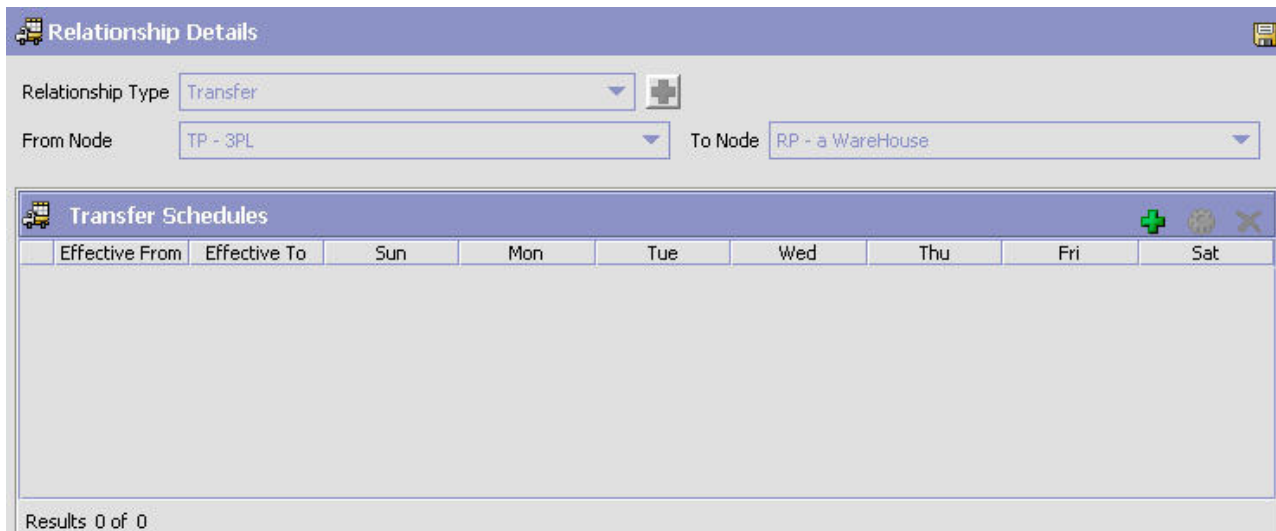 Relationship Details
Relationship Type Transfer
From Node TP - 3PL To Node RP - a WareHouse
Transfer Schedules
Effective From Effective To Sun Mon Tue Wed Thu Fri Sat
Results 0 of 0